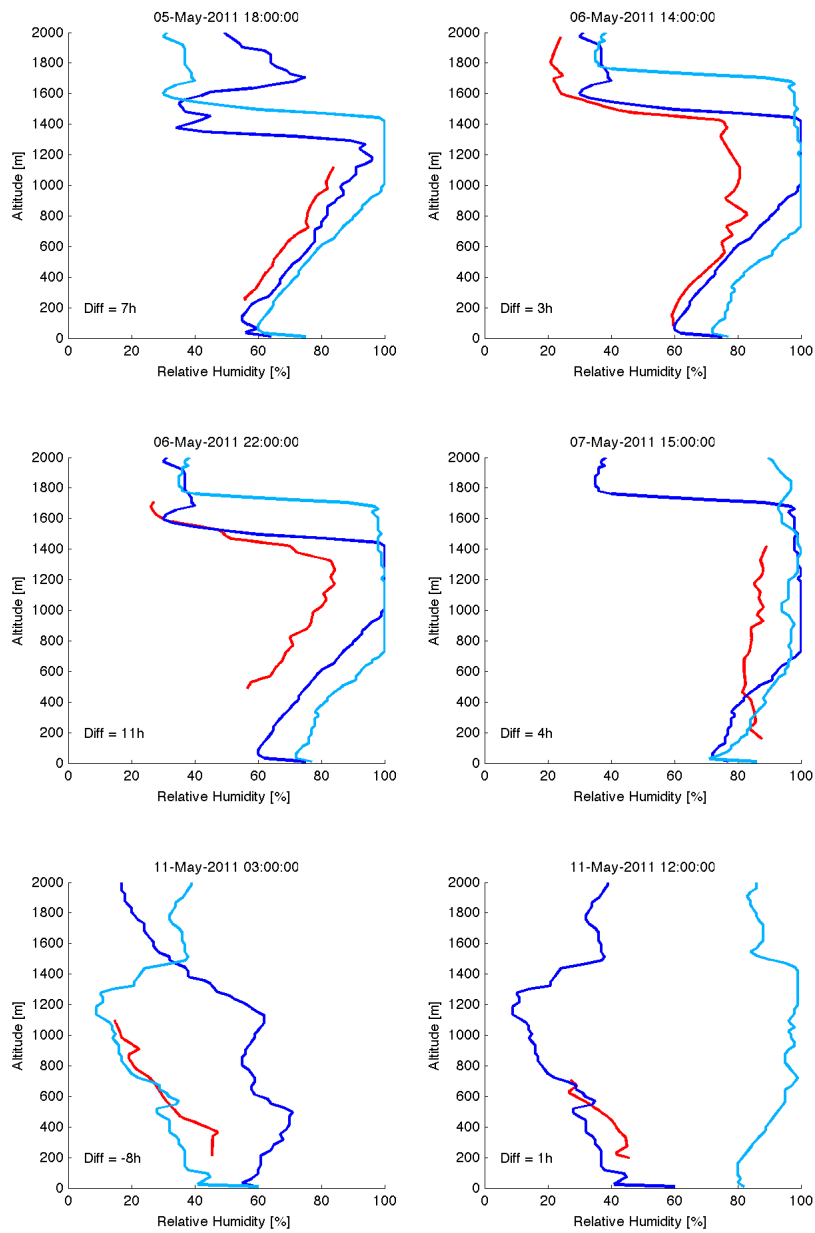 05-May-2011 18:00:00
2000
1800
1600
1400
1200
1000
800
600
400
200
0
Altitude [m]
Diff = 7h
0 20 40 60 80 100
Relative Humidity [%]
06-May-2011 14:00:00
2000
1800
1600
1400
1200
1000
800
600
400
200
0
Altitude [m]
Diff = 3h
0 20 40 60 80 100
Relative Humidity [%]
06-May-2011 22:00:00
2000
1800
1600
1400
1200
1000
800
600
400
200
0
Altitude [m]
Diff = 11h
0 20 40 60 80 100
Relative Humidity [%]
07-May-2011 15:00:00
2000
1800
1600
1400
1200
1000
800
600
400
200
0
Altitude [m]
Diff = 4h
0 20 40 60 80 100
Relative Humidity [%]
11-May-2011 03:00:00
2000
1800
1600
1400
1200
1000
800
600
400
200
0
Altitude [m]
Diff = -8h
0 20 40 60 80 100
Relative Humidity [%]
11-May-2011 12:00:00
2000
1800
1600
1400
1200
1000
800
600
400
200
0
Altitude [m]
Diff = 1h
0 20 40 60 80 100
Relative Humidity [%]